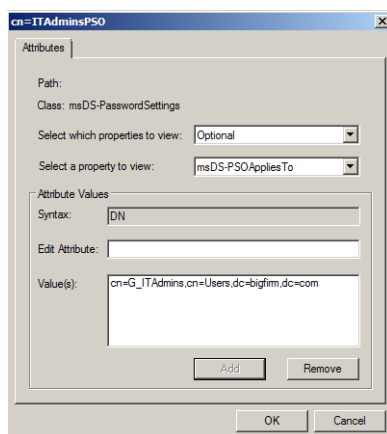 cn=ITAdminsPSO
Attributes
Path:
Class: msDS-PasswordSettings
Select which properties to view: Optional
Select a property to view: msDS-PSOAppliesTo
Attribute Values
Syntax: DN
Edit Attribute:
Value(s): cn=G_ITAdmins,cn=Users,dc=bigfirm,dc=com
Add Remove
OK Cancel